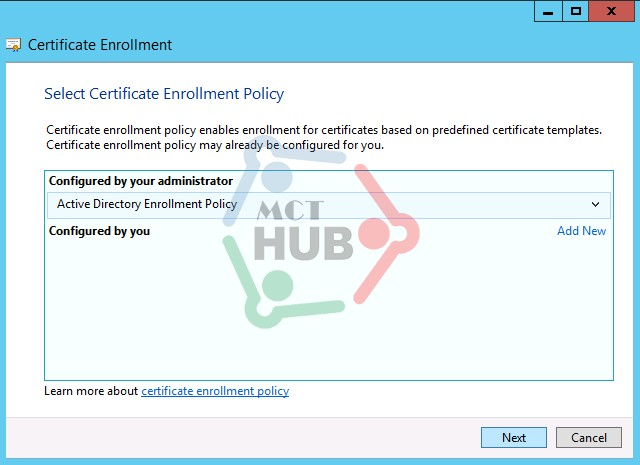 Certificate Enrollment
Select Certificate Enrollment Policy
Certificate enrollment policy enables enrollment for certificates based on predefined certificate templates.
Certificate enrollment policy may already be configured for you.
Configured by your administrator
Active Directory Enrollment Policy
MCT
HUB
Configured by you
Add New
Learn more about certificate enrollment policy
Next
Cancel